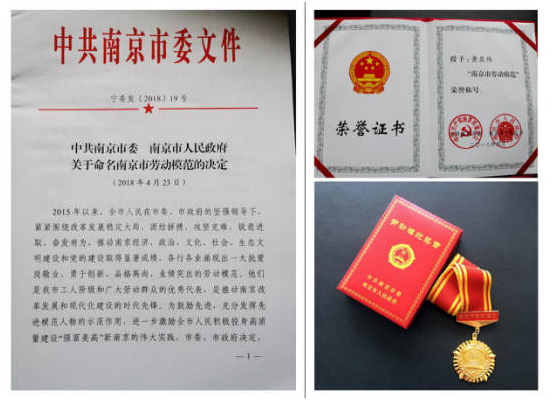 中共南京市委文件
宁委发〔2018〕19号
中共南京市委 南京市人民政府
关于命名南京市劳动模范的决定
（2018年4月23日）
2015年以来，全市人民在市委、市政府的坚强领导下，
紧紧围绕改革发展稳定大局，团结拼搏、攻坚克难、锐意进
取、奋发有为，推动南京经济、政治、文化、社会、生态文
明建设和党的建设取得显著成绩，各行各业涌现出一大批爱
岗敬业、勇于创新、品格高尚、业绩突出的劳动模范，他们
是我市工人阶级和广大劳动群众的优秀代表，是推动南京改
革发展和现代化建设的时代先锋。为鼓励先进，充分发挥先
进模范人物的示范作用，进一步激励全市人民积极投身高质
量建设“强富美高”新南京的伟大实践，市委、市政府决定，
— 1 —
荣誉证书
授予：
“南京市劳动模范”
荣誉称号。
劳动模范奖章
中共南京市委
南京市人民政府